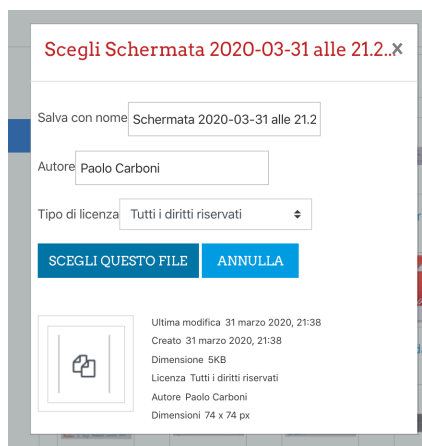 Scegli Schermata 2020-03-31 alle 21.2..×
Salva con nome Schermata 2020-03-31 alle 21.2
Autore Paolo Carboni
Tipo di licenza Tutti i diritti riservati
SCEGLI QUESTO FILE ANNULLA
Ultima modifica 31 marzo 2020, 21:38
Creato 31 marzo 2020, 21:38
Dimensione 5KB
Licenza Tutti i diritti riservati
Autore Paolo Carboni
Dimensioni 74 x 74 px